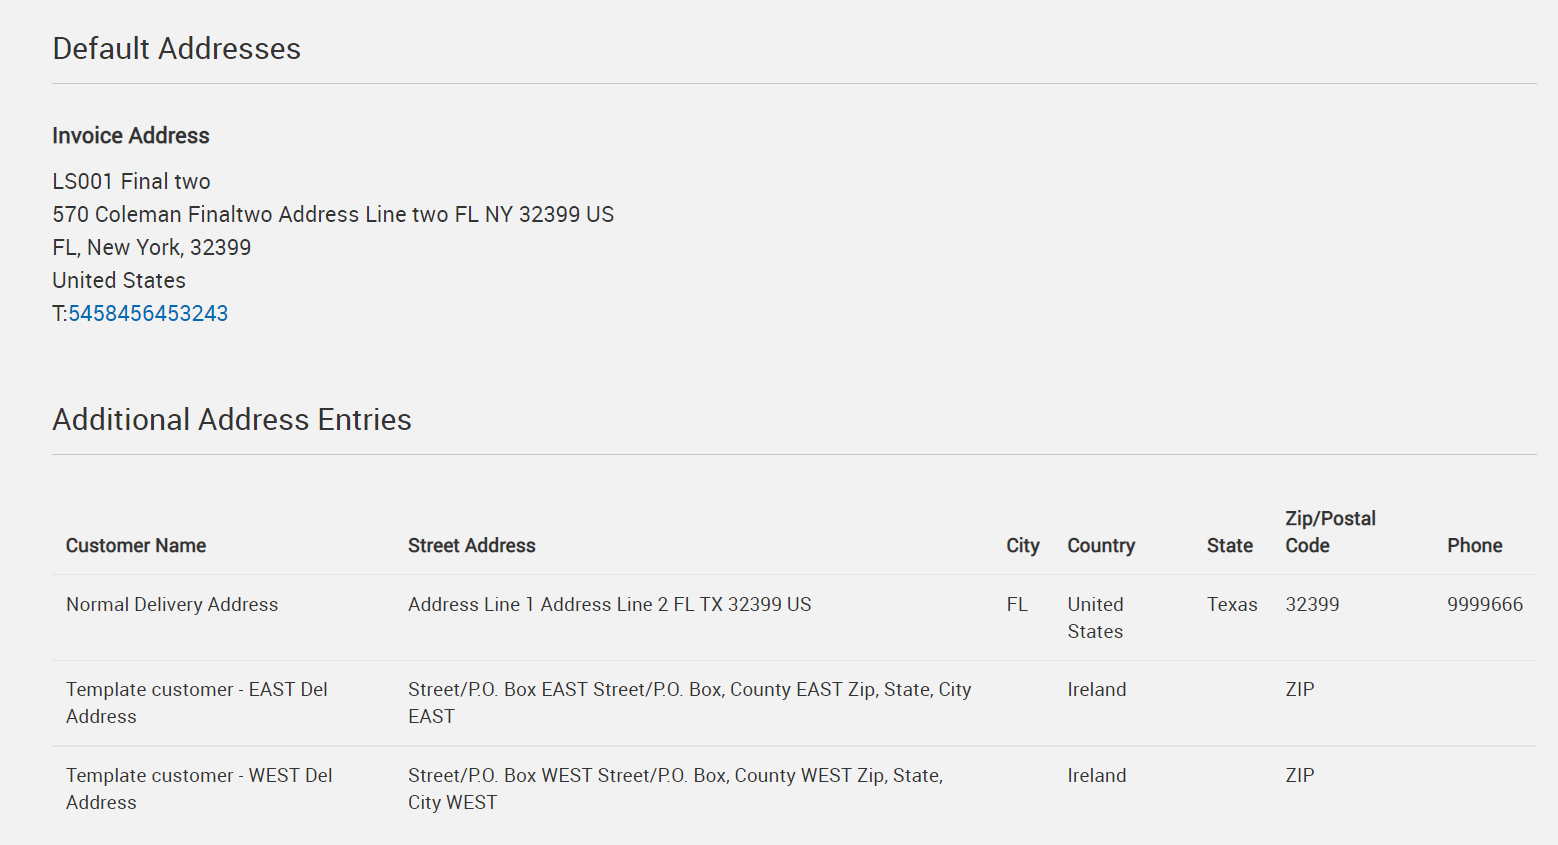 Default Addresses
Invoice Address
LS001 Final two
570 Coleman Finaltwo Address Line two FL NY 32399 US
FL, New York, 32399
United States
T:5458456453243
Additional Address Entries
Customer Name Street Address City Country State Zip/Postal Code Phone
Normal Delivery Address Address Line 1 Address Line 2 FL TX 32399 US FL United States Texas 32399 9999666
Template customer - EAST Del Address Street/P.O. Box EAST Street/P.O. Box, County EAST Zip, State, City EAST Ireland ZIP
Template customer - WEST Del Address Street/P.O. Box WEST Street/P.O. Box, County WEST Zip, State, City WEST Ireland ZIP